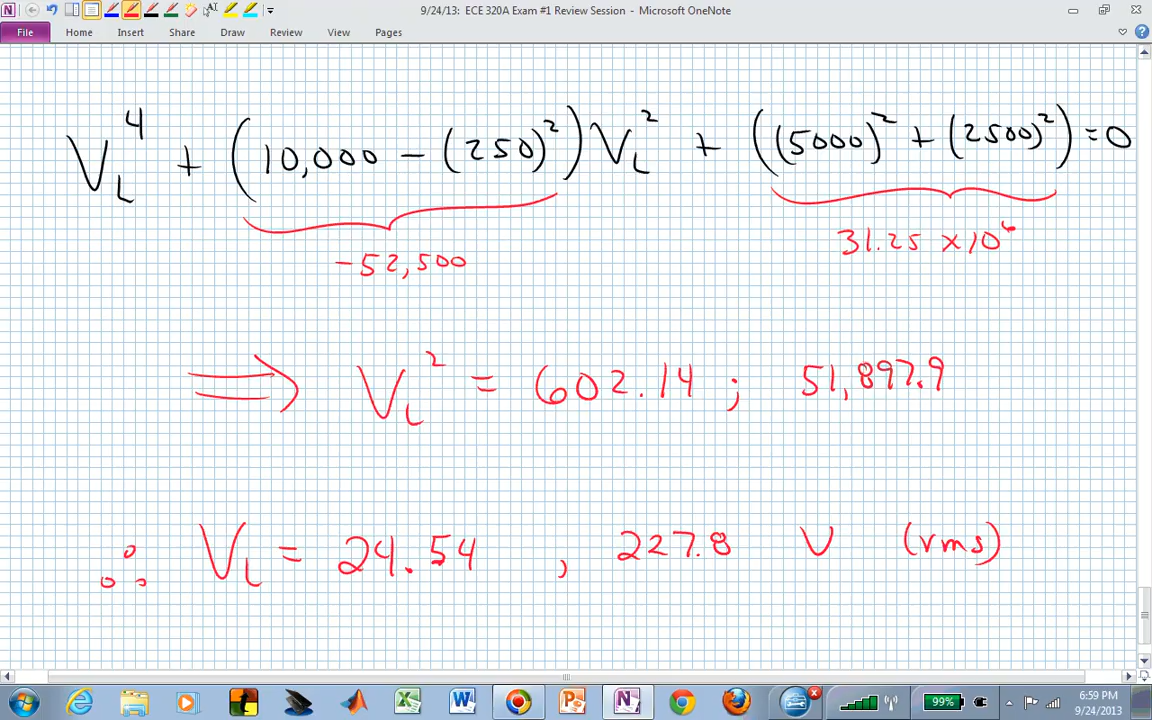 9/24/13: ECE 320A Exam #1 Review Session - Microsoft OneNote
File Home Insert Share Draw Review View Pages
V_L^4 + (10,000 - (250)^2) V_L^2 + ((5000)^2 + (2500)^2) = 0
-52,500
31.25 x 10^6
⇒ V_L^2 = 602.14 ; 51,897.9
∴ V_L = 24.54 , 227.8 V (rms)
99%
6:59 PM
9/24/2013